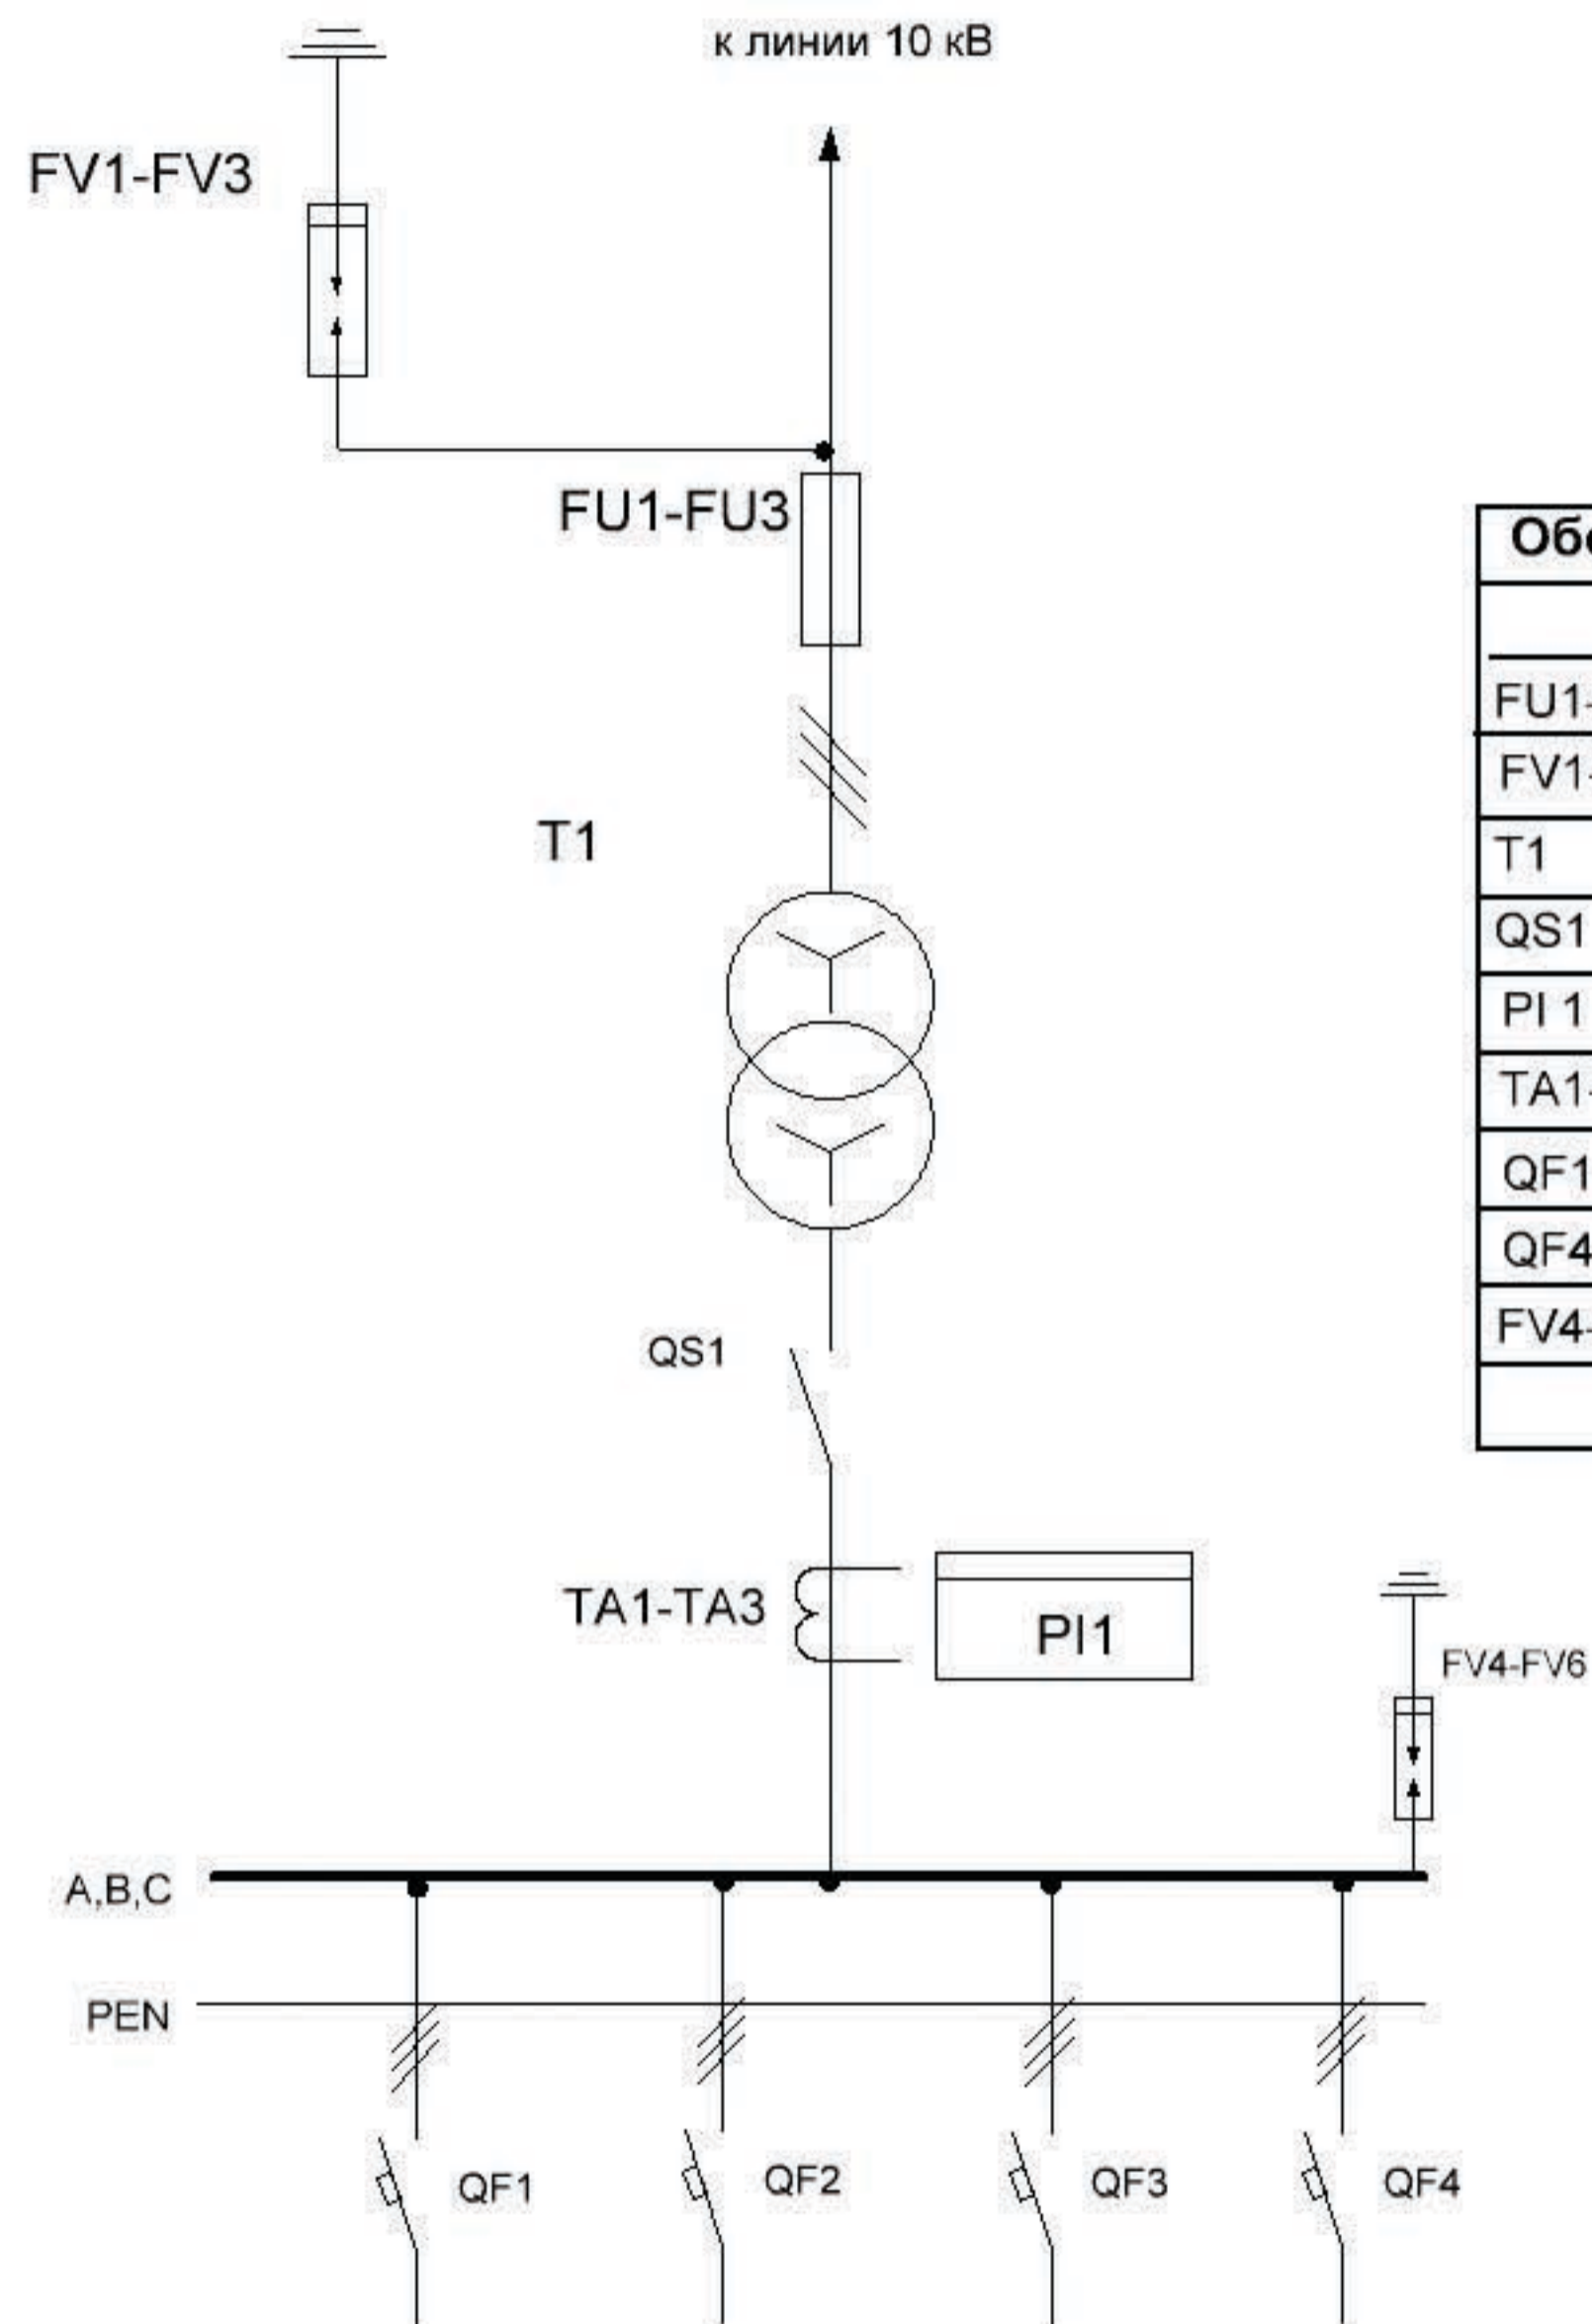 к линии 10 кВ
FV1-FV3
FU1-FU3
T1
QS1
TA1-TA3
PI1
FV4-FV6
A,B,C
PEN
QF1
QF2
QF3
QF4
FU1-
FV1-
T1
QS1
PI 1
TA1-
QF1
QF4
FV4-